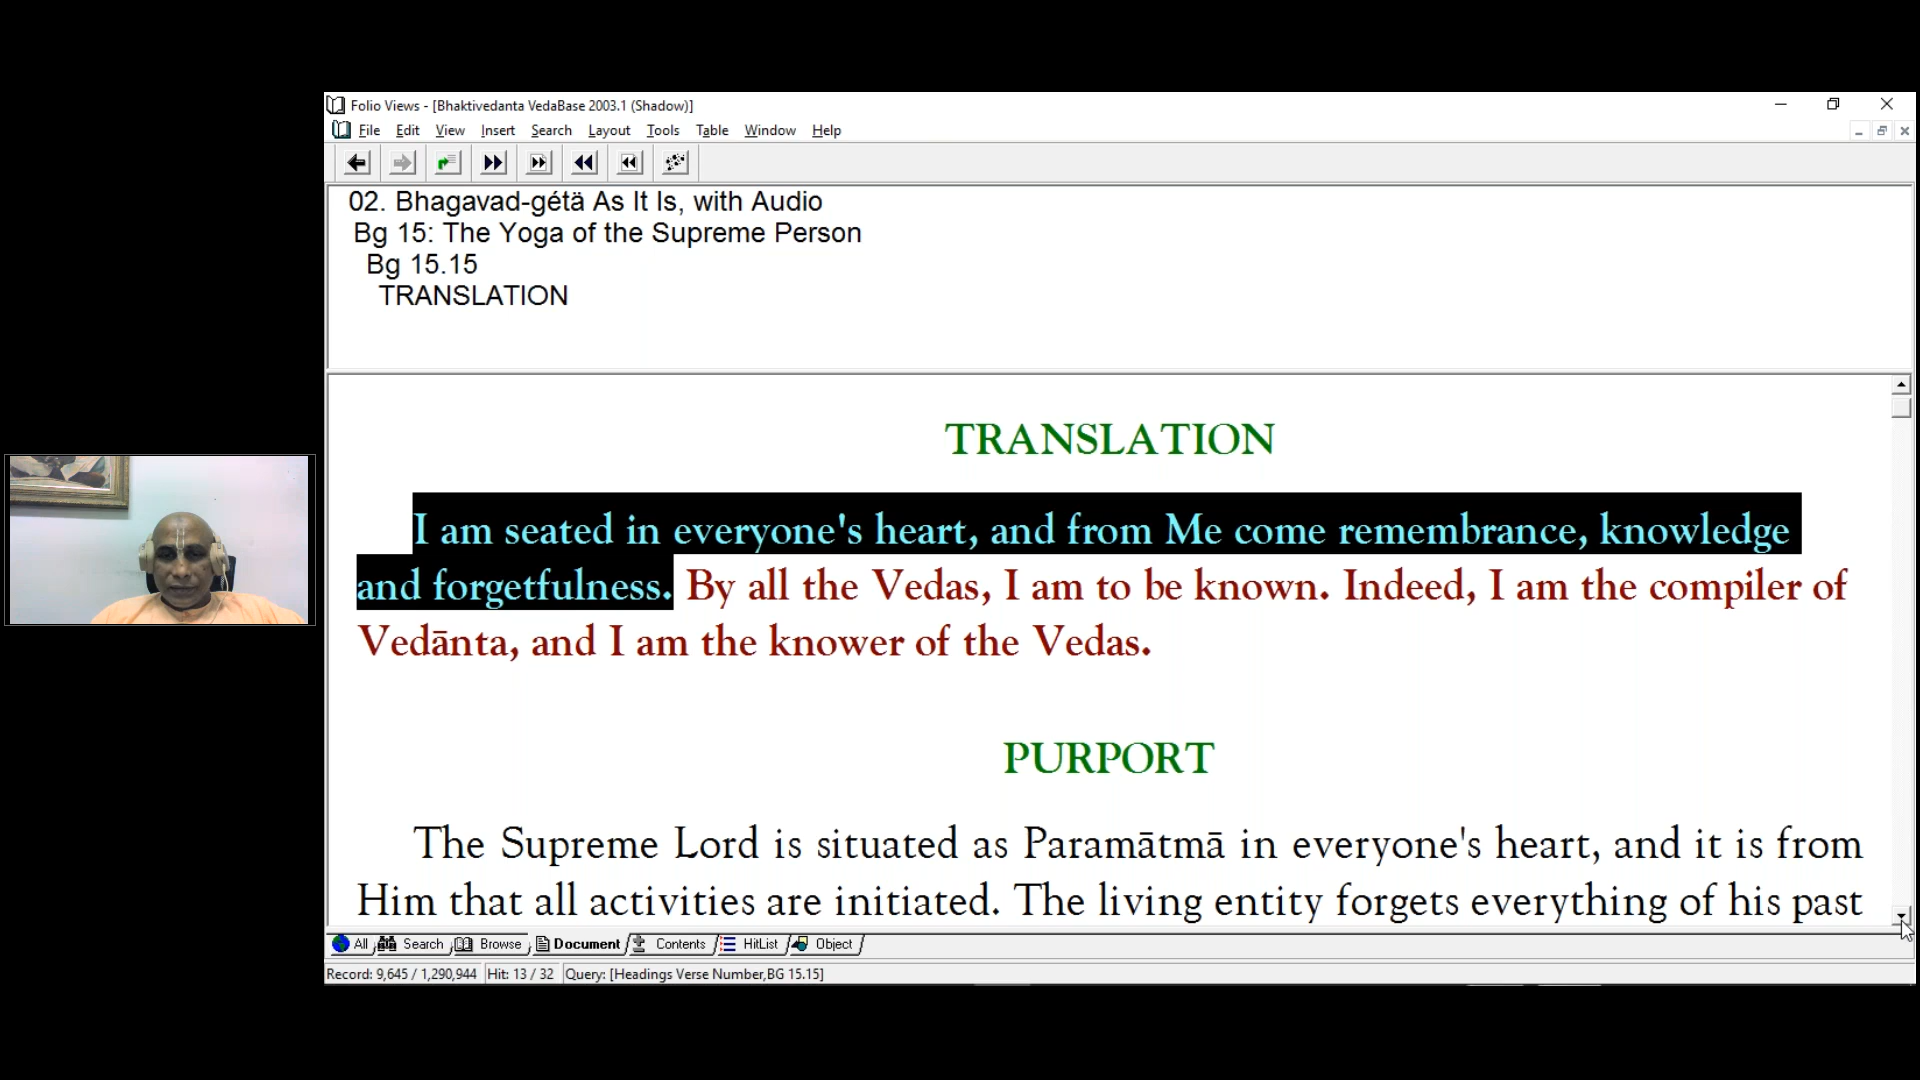 Folio Views - [Bhaktivedanta VedaBase 2003.1 (Shadow)]
File Edit View Insert Search Layout Tools Table Window Help
02. Bhagavad-gétä As It Is, with Audio
Bg 15: The Yoga of the Supreme Person
Bg 15.15
TRANSLATION
TRANSLATION
I am seated in everyone's heart, and from Me come remembrance, knowledge
and forgetfulness. By all the Vedas, I am to be known. Indeed, I am the compiler of
Vedānta, and I am the knower of the Vedas.
PURPORT
The Supreme Lord is situated as Paramātmā in everyone's heart, and it is from
Him that all activities are initiated. The living entity forgets everything of his past
All Search Browse Document Contents HitList Object
Record: 9,645 / 1,290,944 Hit: 13 / 32 Query: [Headings Verse Number,BG 15.15]